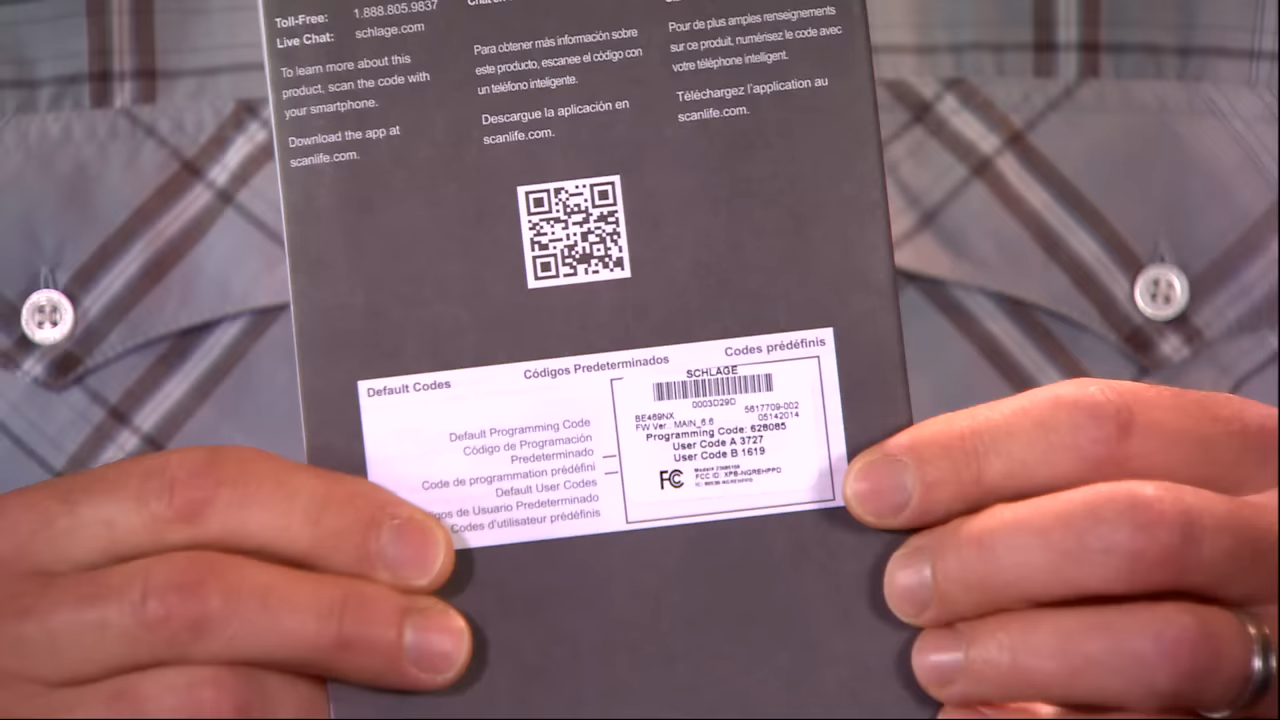 Toll-Free: 1.888.805.9837
Live Chat: schlage.com
To learn more about this
product, scan the code with
your smartphone.
Download the app at
scanlife.com.
Para obtener más información sobre
este producto, escanee el código con
un teléfono inteligente.
Descargue la aplicación en
scanlife.com.
Pour de plus amples renseignements
sur ce produit, numérisez le code avec
votre téléphone intelligent.
Téléchargez l'application au
scanlife.com.
Default Codes
Códigos Predeterminados
Codes prédéfinis
Default Programming Code
Código de Programación
Predeterminado
Code de programmation prédéfini
Default User Codes
gos de Usuario Predeterminado
Codes d'utilisateur prédéfinis
SCHLAGE
0003D29D
BE469NX 5617709-002
FW Ver.. MAIN_6.6 05142014
Programming Code: 628085
User Code A 3727
User Code B 1619
FC
FCC ID: XPB-NGREHPPD